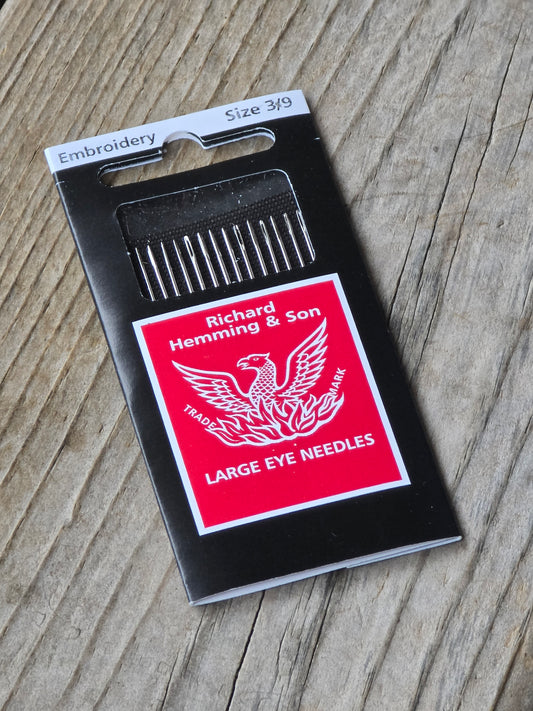 Embroidery Size 3/9
Richard
Hemming & Son
TRADE MARK
LARGE EYE NEEDLES